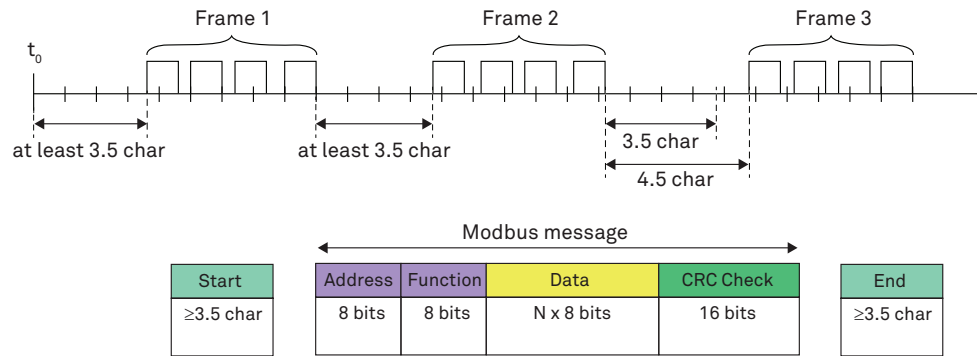 Frame 1 Frame 2 Frame 3
t0
at least 3.5 char at least 3.5 char 3.5 char
4.5 char
Modbus message
Start Address Function Data CRC Check End
≥3.5 char 8 bits 8 bits N x 8 bits 16 bits ≥3.5 char